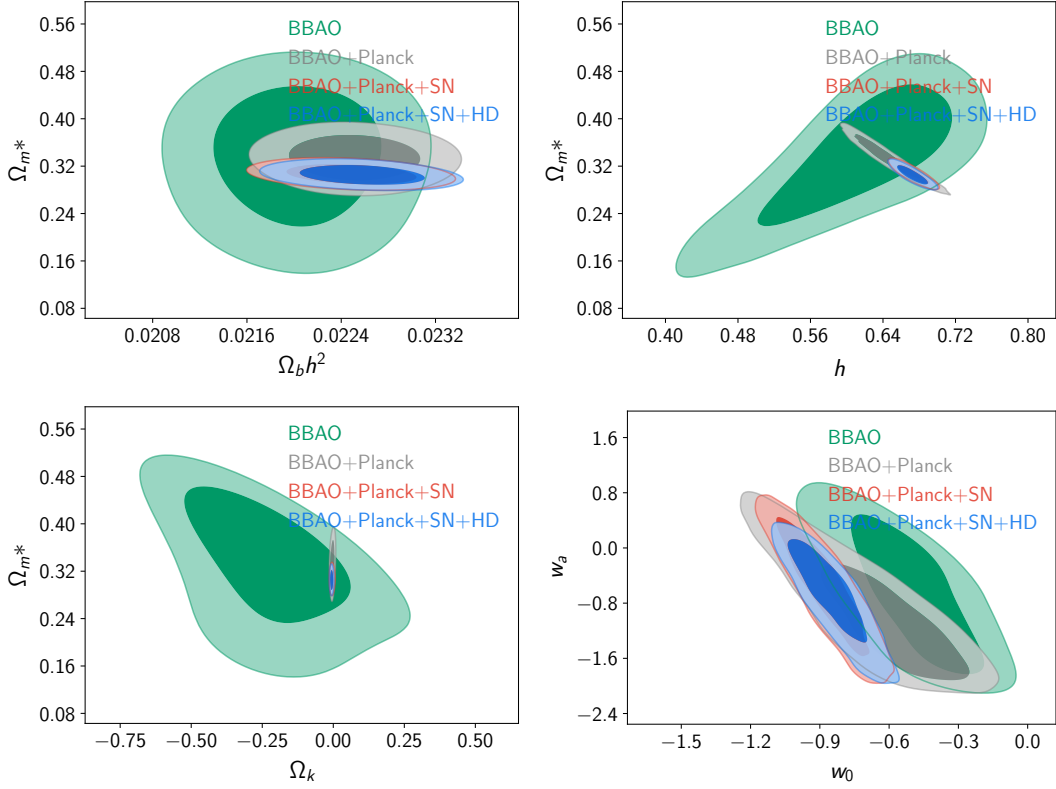 0.56
0.48
0.40
0.32
0.24
0.16
0.08
Ωm*
BBAO
BBAO+Planck
BBAO+Planck+SN
BBAO+Planck+SN+HD
0.0208 0.0216 0.0224 0.0232
Ωbh²
0.56
0.48
0.40
0.32
0.24
0.16
0.08
Ωm*
BBAO
BBAO+Planck
BBAO+Planck+SN
BBAO+Planck+SN+HD
0.40 0.48 0.56 0.64 0.72 0.80
h
0.56
0.48
0.40
0.32
0.24
0.16
0.08
Ωm*
BBAO
BBAO+Planck
BBAO+Planck+SN
BBAO+Planck+SN+HD
−0.75 −0.50 −0.25 0.00 0.25 0.50
Ωk
1.6
0.8
0.0
−0.8
−1.6
−2.4
wa
BBAO
BBAO+Planck
BBAO+Planck+SN
BBAO+Planck+SN+HD
−1.5 −1.2 −0.9 −0.6 −0.3 0.0
w0